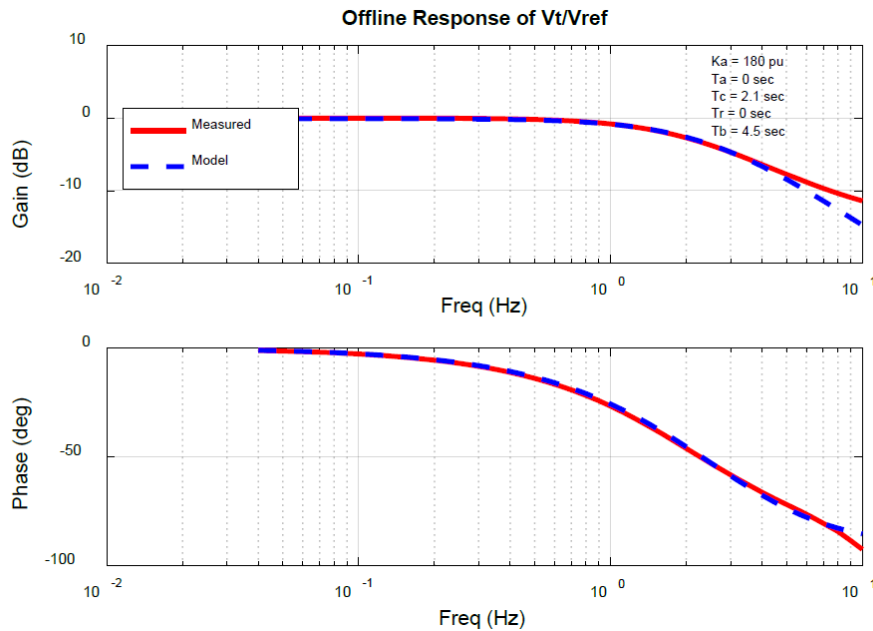 Offline Response of Vt/Vref
10
0
-10
-20
Gain (dB)
Ka = 180 pu
Ta = 0 sec
Tc = 2.1 sec
Tr = 0 sec
Tb = 4.5 sec
Measured
Model
10 -2
10 -1
10 0
10 1
Freq (Hz)
0
-50
-100
Phase (deg)
10 -2
10 -1
10 0
10 1
Freq (Hz)